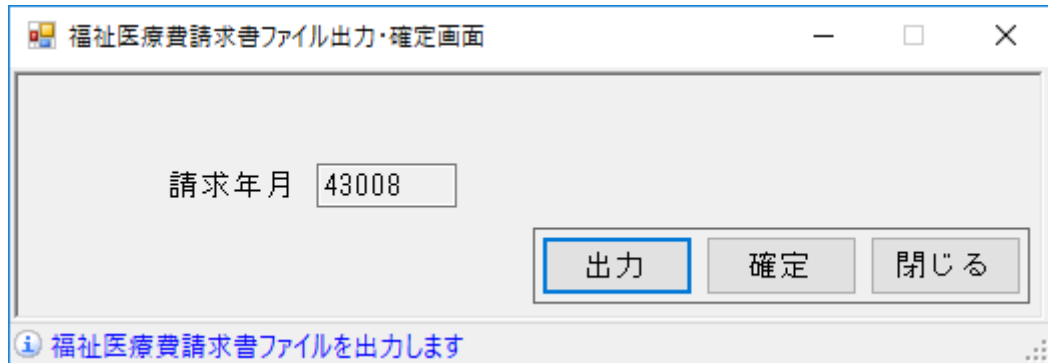 福祉医療費請求書ファイル出力・確定画面
請求年月 43008
出力 確定 閉じる
福祉医療費請求書ファイルを出力します